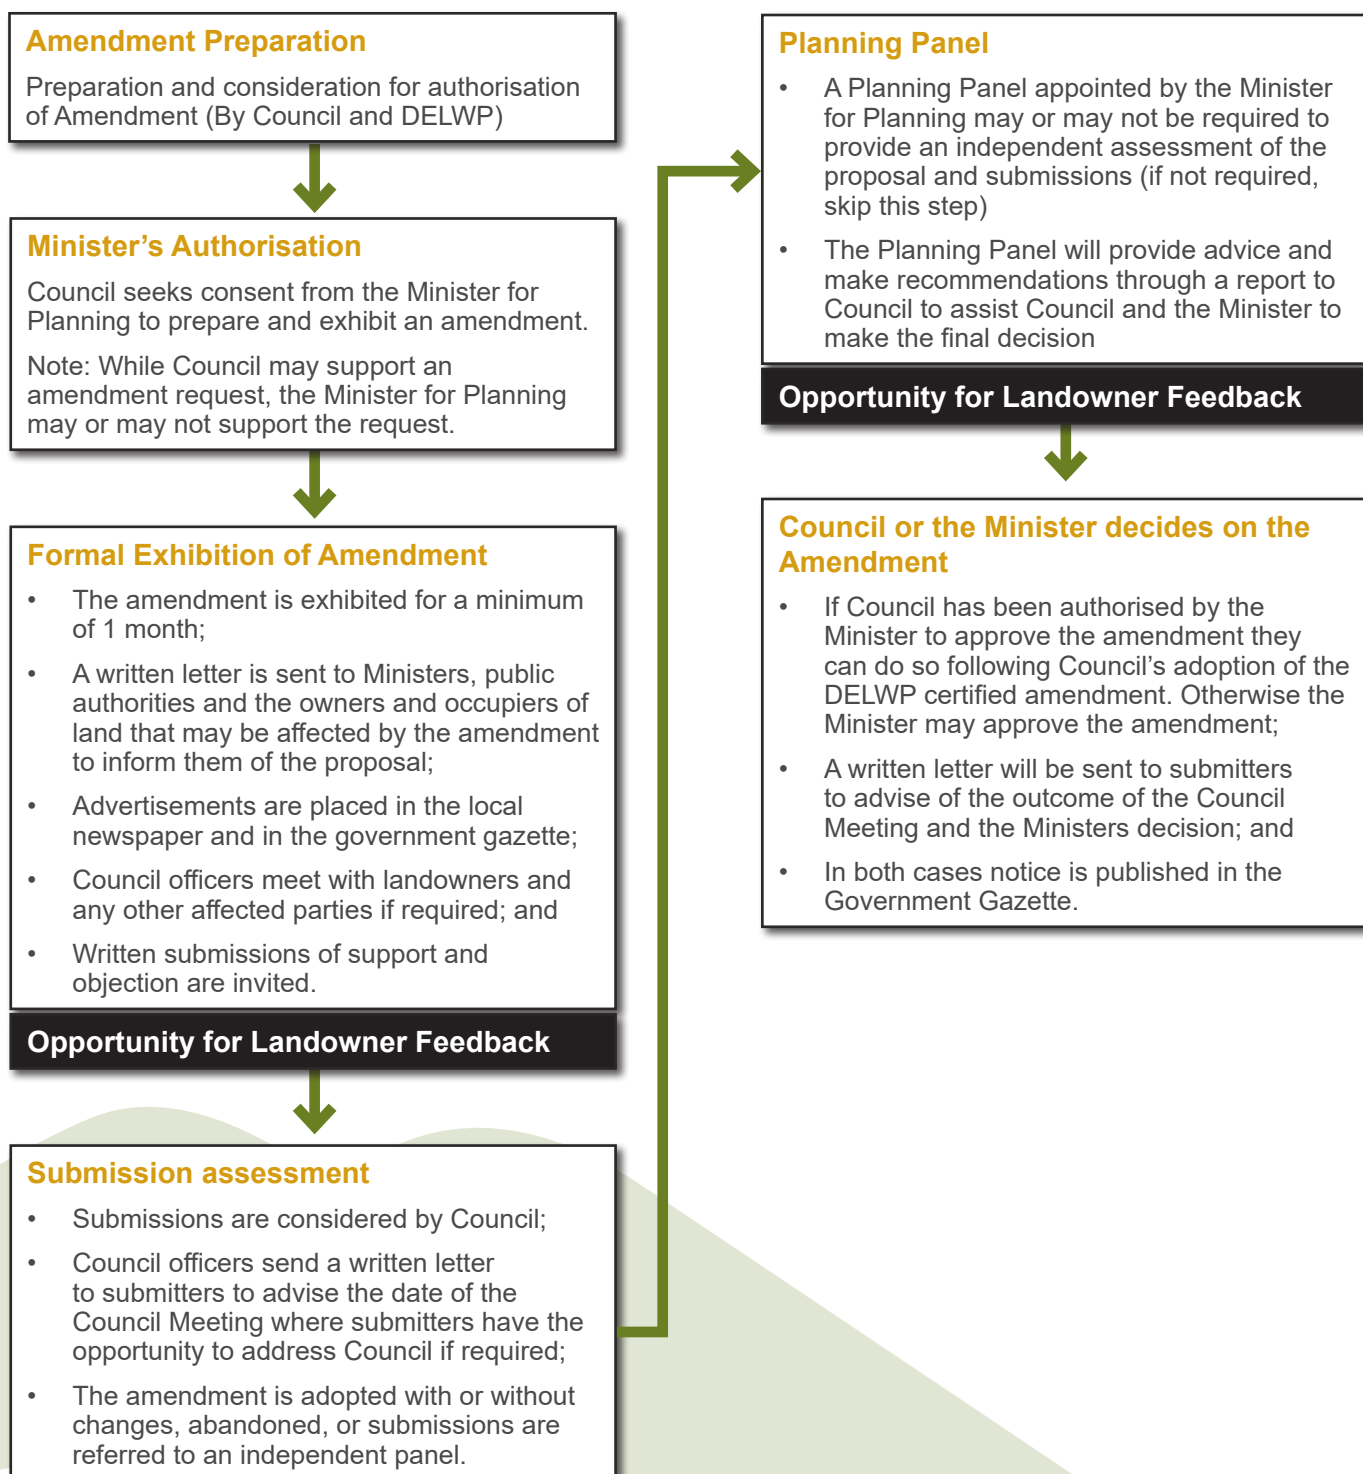 Amendment Preparation
Preparation and consideration for authorisation
of Amendment (By Council and DELWP)
Minister’s Authorisation
Council seeks consent from the Minister for
Planning to prepare and exhibit an amendment.
Note: While Council may support an
amendment request, the Minister for Planning
may or may not support the request.
Formal Exhibition of Amendment
• The amendment is exhibited for a minimum
of 1 month;
• A written letter is sent to Ministers, public
authorities and the owners and occupiers of
land that may be affected by the amendment
to inform them of the proposal;
• Advertisements are placed in the local
newspaper and in the government gazette;
• Council officers meet with landowners and
any other affected parties if required; and
• Written submissions of support and
objection are invited.
Opportunity for Landowner Feedback
Submission assessment
• Submissions are considered by Council;
• Council officers send a written letter
to submitters to advise the date of the
Council Meeting where submitters have the
opportunity to address Council if required;
• The amendment is adopted with or without
changes, abandoned, or submissions are
referred to an independent panel.
Planning Panel
• A Planning Panel appointed by the Minister
for Planning may or may not be required to
provide an independent assessment of the
proposal and submissions (if not required,
skip this step)
• The Planning Panel will provide advice and
make recommendations through a report to
Council to assist Council and the Minister to
make the final decision
Opportunity for Landowner Feedback
Council or the Minister decides on the
Amendment
• If Council has been authorised by the
Minister to approve the amendment they
can do so following Council’s adoption of the
DELWP certified amendment. Otherwise the
Minister may approve the amendment;
• A written letter will be sent to submitters
to advise of the outcome of the Council
Meeting and the Ministers decision; and
• In both cases notice is published in the
Government Gazette.